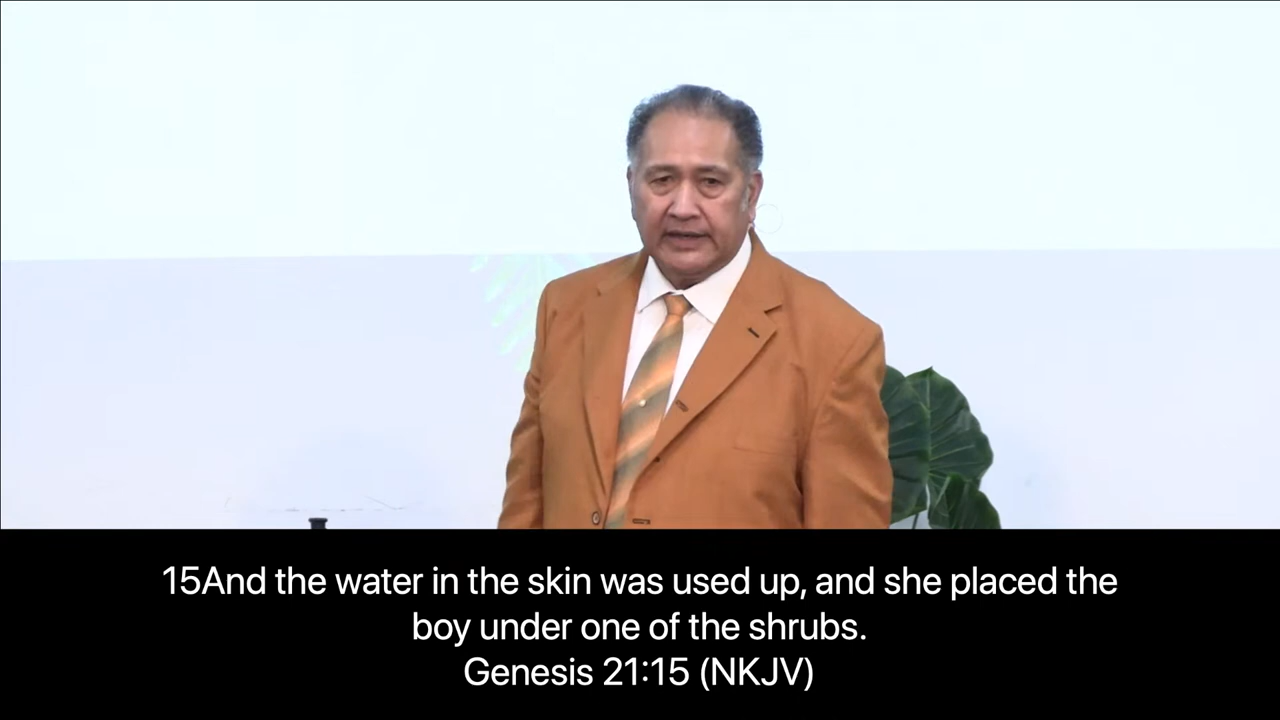 15And the water in the skin was used up, and she placed the
boy under one of the shrubs.
Genesis 21:15 (NKJV)